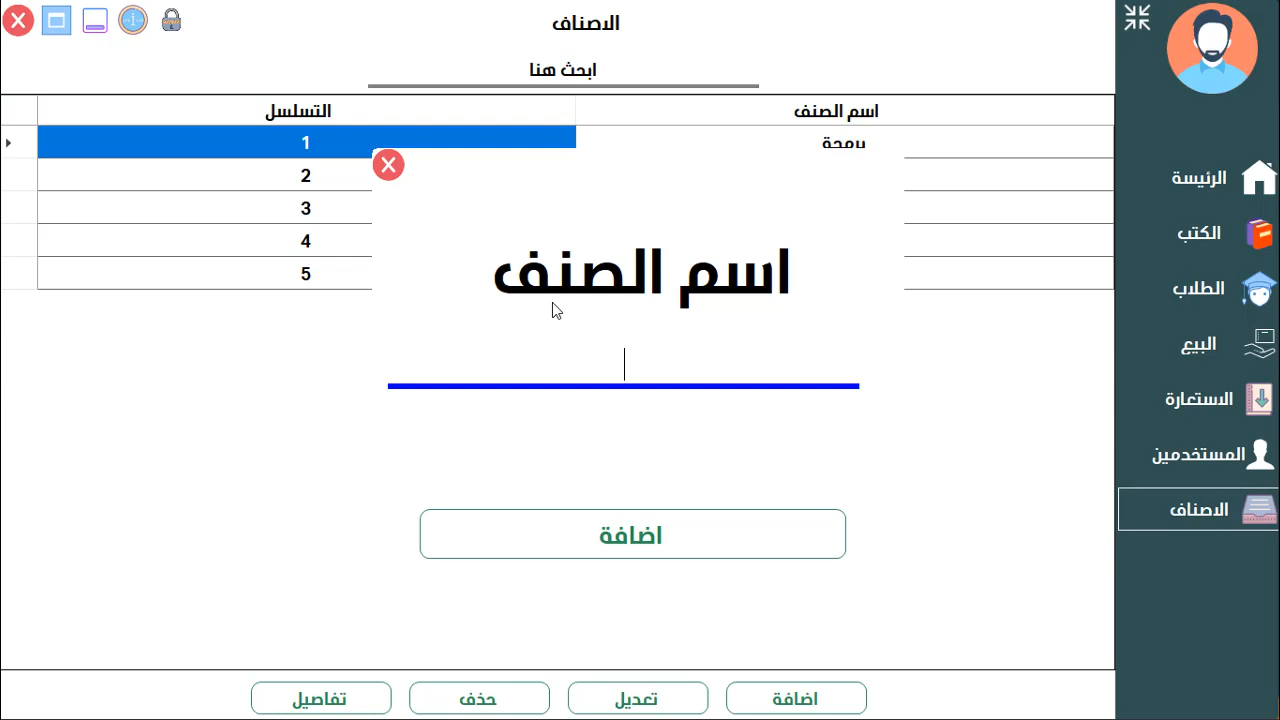 الاصناف
ابحث هنا
اسم الصنف
التسلسل
برمجة
1
2
3
4
5
اسم الصنف
اضافة
اضافة
تعديل
حذف
تفاصيل
الرئيسة
الكتب
الطلاب
البيع
الاستعارة
المستخدمين
الاصناف